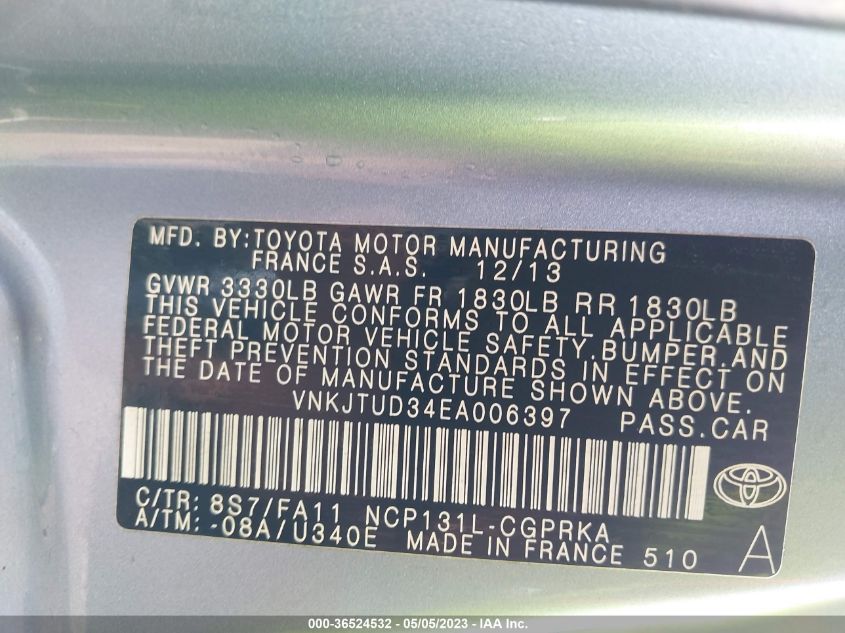 MFD. BY:TOYOTA MOTOR MANUFACTURING
FRANCE S.A.S. 12/13
GVWR 3330LB GAWR FR 1830LB RR 1830LB
THIS VEHICLE CONFORMS TO ALL APPLICABLE
FEDERAL MOTOR VEHICLE SAFETY,BUMPER,AND
THEFT PREVENTION STANDARDS IN EFFECT ON
THE DATE OF MANUFACTURE SHOWN ABOVE.
VNKJTUD34EA006397 PASS.CAR
C/TR: 8S7/FA11 NCP131L-CGPRKA
A/TM: -08A/U340E MADE IN FRANCE 510 A
000-36524532 - 05/05/2023 - IAA Inc.